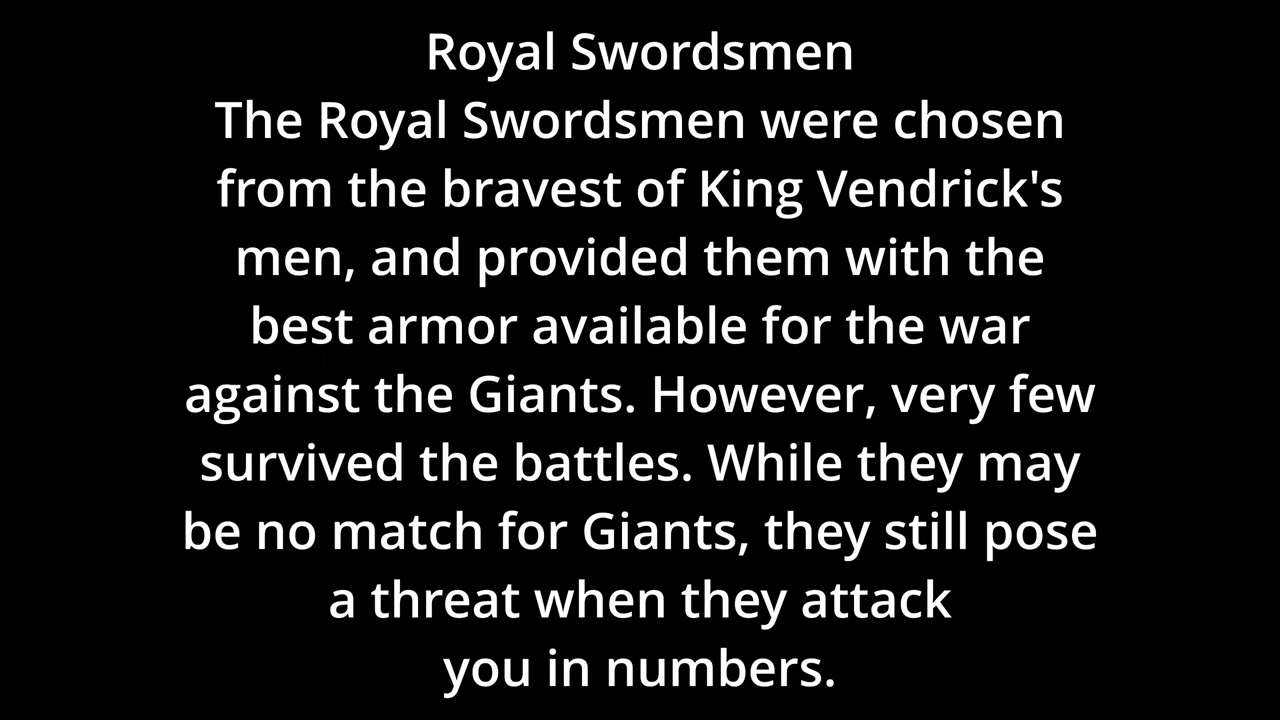 Royal Swordsmen
The Royal Swordsmen were chosen
from the bravest of King Vendrick's
men, and provided them with the
best armor available for the war
against the Giants. However, very few
survived the battles. While they may
be no match for Giants, they still pose
a threat when they attack
you in numbers.